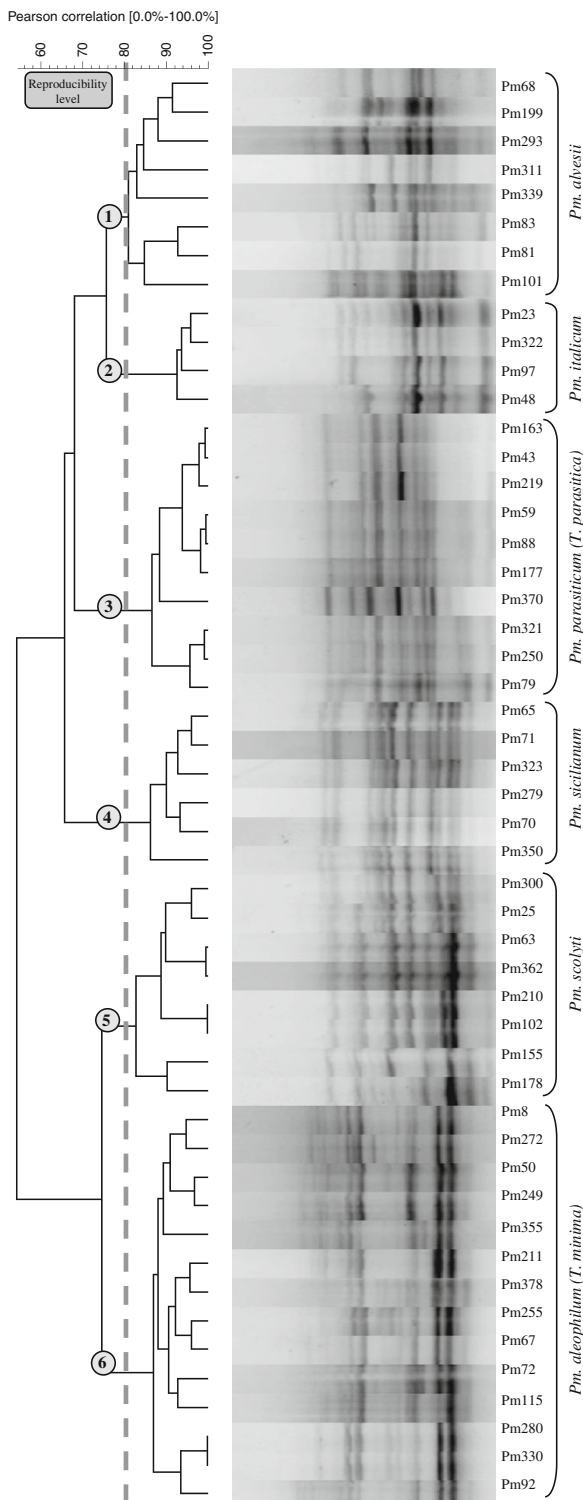 Pearson correlation [0.0%-100.0%]
60
70
80
90
100
Reproducibility
level
1
2
3
4
5
6
Pm68
Pm199
Pm293
Pm311
Pm339
Pm83
Pm81
Pm101
Pm23
Pm322
Pm97
Pm48
Pm163
Pm43
Pm219
Pm59
Pm88
Pm177
Pm370
Pm321
Pm250
Pm79
Pm65
Pm71
Pm323
Pm279
Pm70
Pm350
Pm300
Pm25
Pm63
Pm362
Pm210
Pm102
Pm155
Pm178
Pm8
Pm272
Pm50
Pm249
Pm355
Pm211
Pm378
Pm255
Pm67
Pm72
Pm115
Pm280
Pm330
Pm92
Pm. alvesii
Pm. italicum
Pm. parasiticum (T. parasitica)
Pm. sicilianum
Pm. scolyti
Pm. aleophilum (T. minima)